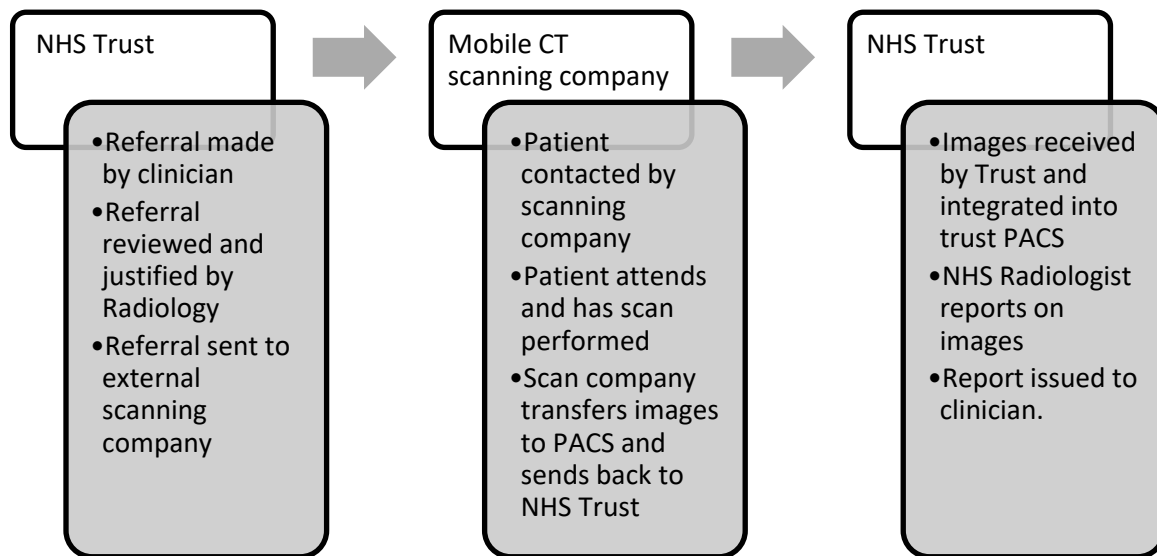 NHS Trust
•Referral made
by clinician
•Referral
reviewed and
justified by
Radiology
•Referral sent to
external
scanning
company
Mobile CT
scanning company
•Patient
contacted by
scanning
company
•Patient attends
and has scan
performed
•Scan company
transfers images
to PACS and
sends back to
NHS Trust
NHS Trust
•Images received
by Trust and
integrated into
trust PACS
•NHS Radiologist
reports on
images
•Report issued to
clinician.